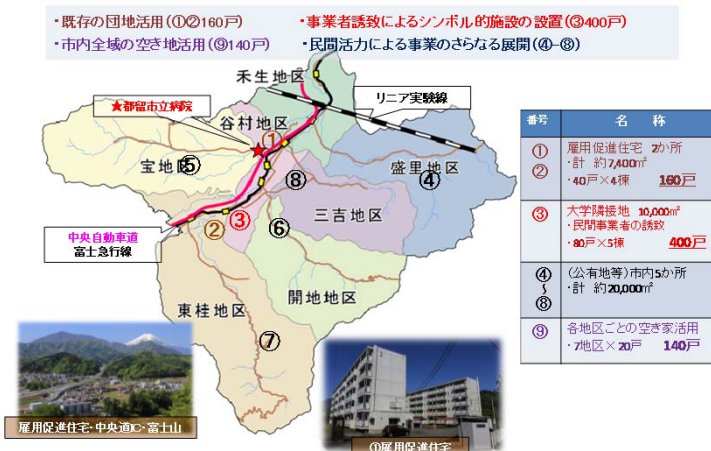 ・既存の団地活用(①②160戸)
・事業者誘致によるシンボル的施設の設置(③400戸)
・市内全域の空き地活用(⑨140戸)
・民間活力による事業のさらなる展開(④-⑧)
禾生地区
リニア実験線
★都留市立病院
谷村地区
①
宝地区
⑤
盛里地区
④
⑧
三吉地区
②
③
⑥
中央自動車道
富士急行線
東桂地区
開地地区
⑦
雇用促進住宅・中央道IC・富士山
①雇用促進住宅
番号 名 称
① ② 雇用促進住宅 2か所
・計 約7,400㎡
・40戸×4棟 160戸
③ 大学隣接地 10,000㎡
・民間事業者の誘致
・80戸×5棟 400戸
④ ~ ⑧ (公有地等)市内5か所
・計 約20,000㎡
⑨ 各地区ごとの空き家活用
・7地区×20戸 140戸